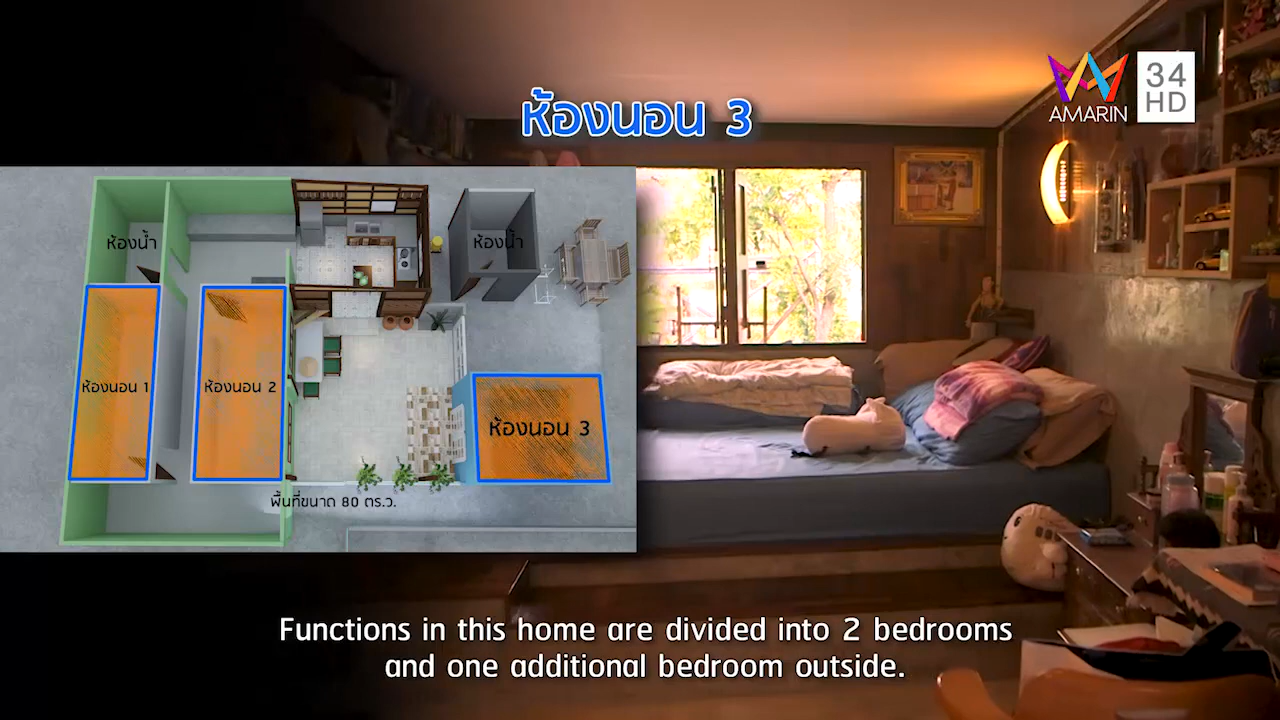 AMARIN
34
HD
ห้องนอน 3
ห้องน้ำ
ห้องน้ำ
ห้องนอน 1
ห้องนอน 2
ห้องนอน 3
พื้นที่ขนาด 80 ตร.ว.
Functions in this home are divided into 2 bedrooms
and one additional bedroom outside.